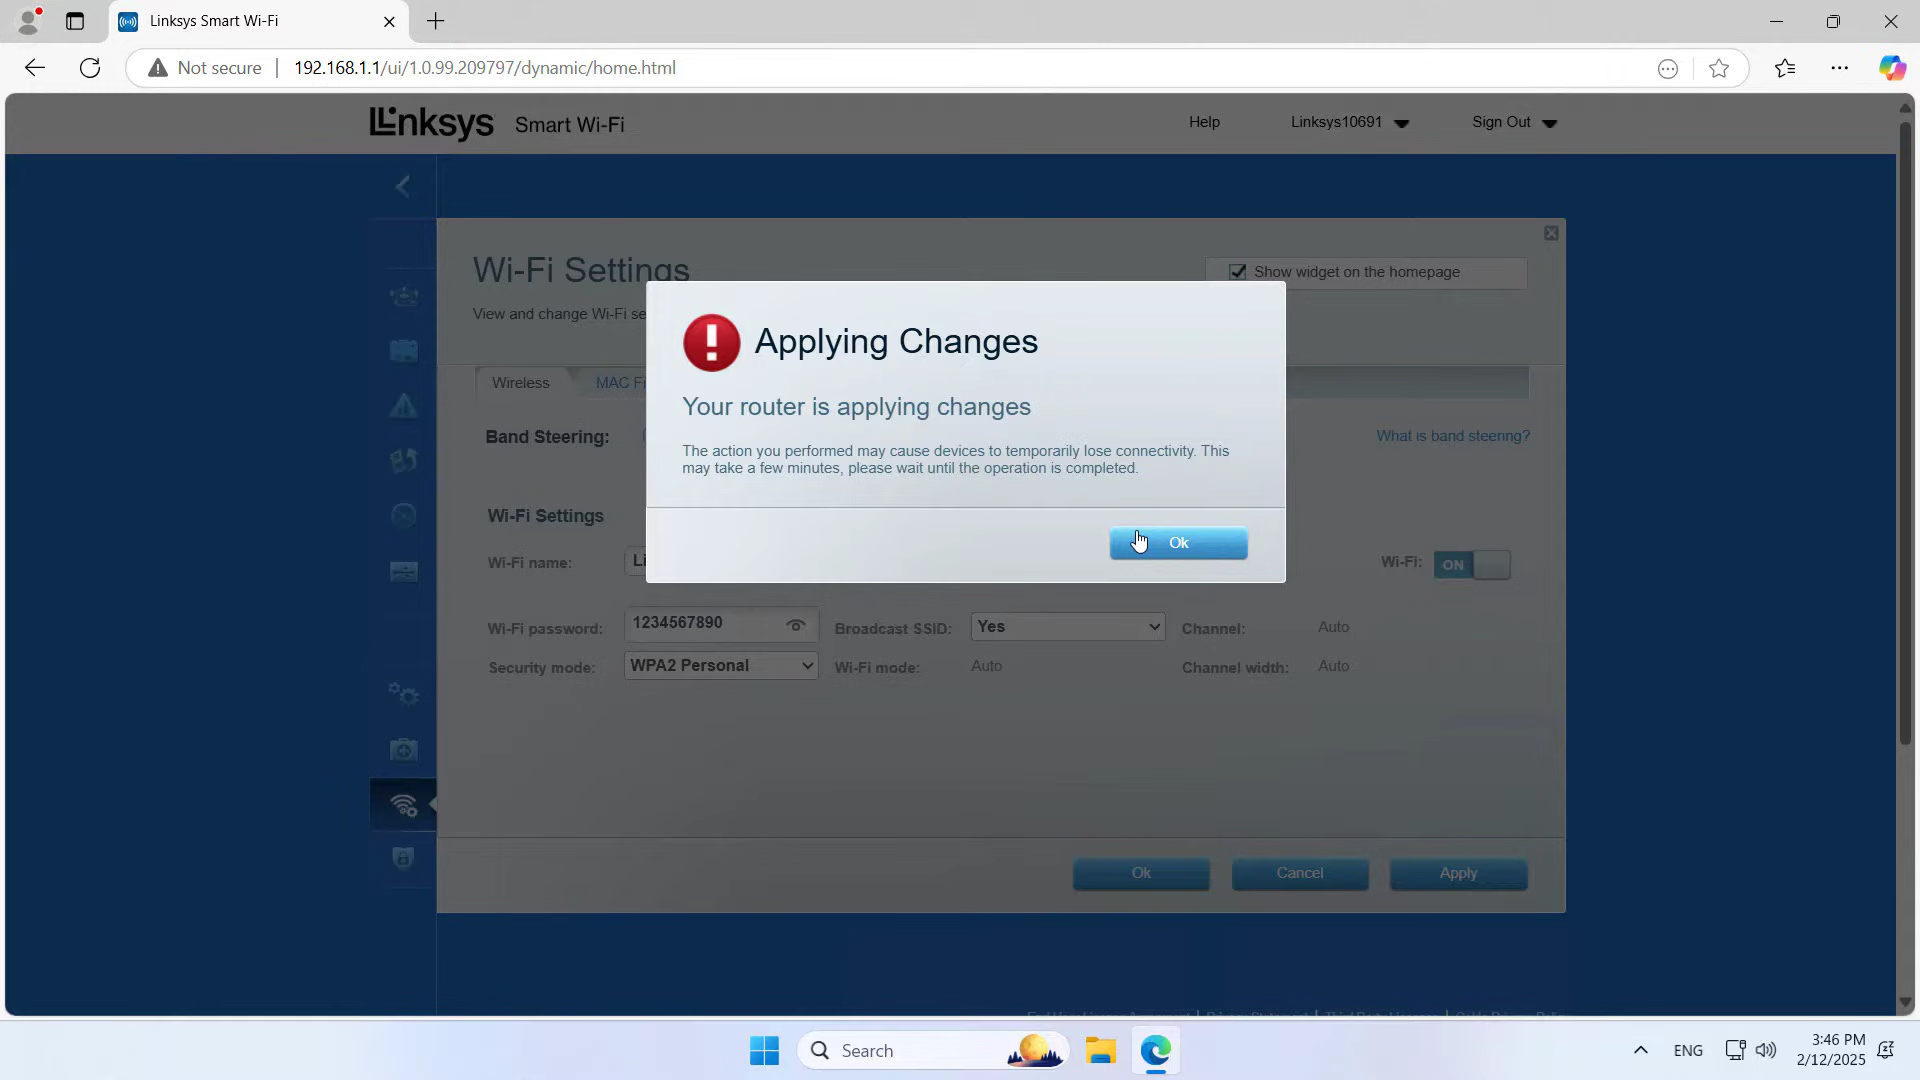 Linksys Smart Wi-Fi
Not secure
192.168.1.1/ui/1.0.99.209797/dynamic/home.html
Linksys Smart Wi-Fi
Help
Linksys10691
Sign Out
Wi-Fi Settings
Show widget on the homepage
View and change Wi-Fi se
Applying Changes
Your router is applying changes
The action you performed may cause devices to temporarily lose connectivity. This
may take a few minutes, please wait until the operation is completed.
Ok
Wireless
MAC Fi
Band Steering:
What is band steering?
Wi-Fi Settings
Wi-Fi name:
Li
Wi-Fi:
ON
Wi-Fi password:
1234567890
Broadcast SSID:
Yes
Channel:
Auto
Security mode:
WPA2 Personal
Wi-Fi mode:
Auto
Channel width:
Auto
Ok
Cancel
Apply
Search
ENG
3:46 PM
2/12/2025